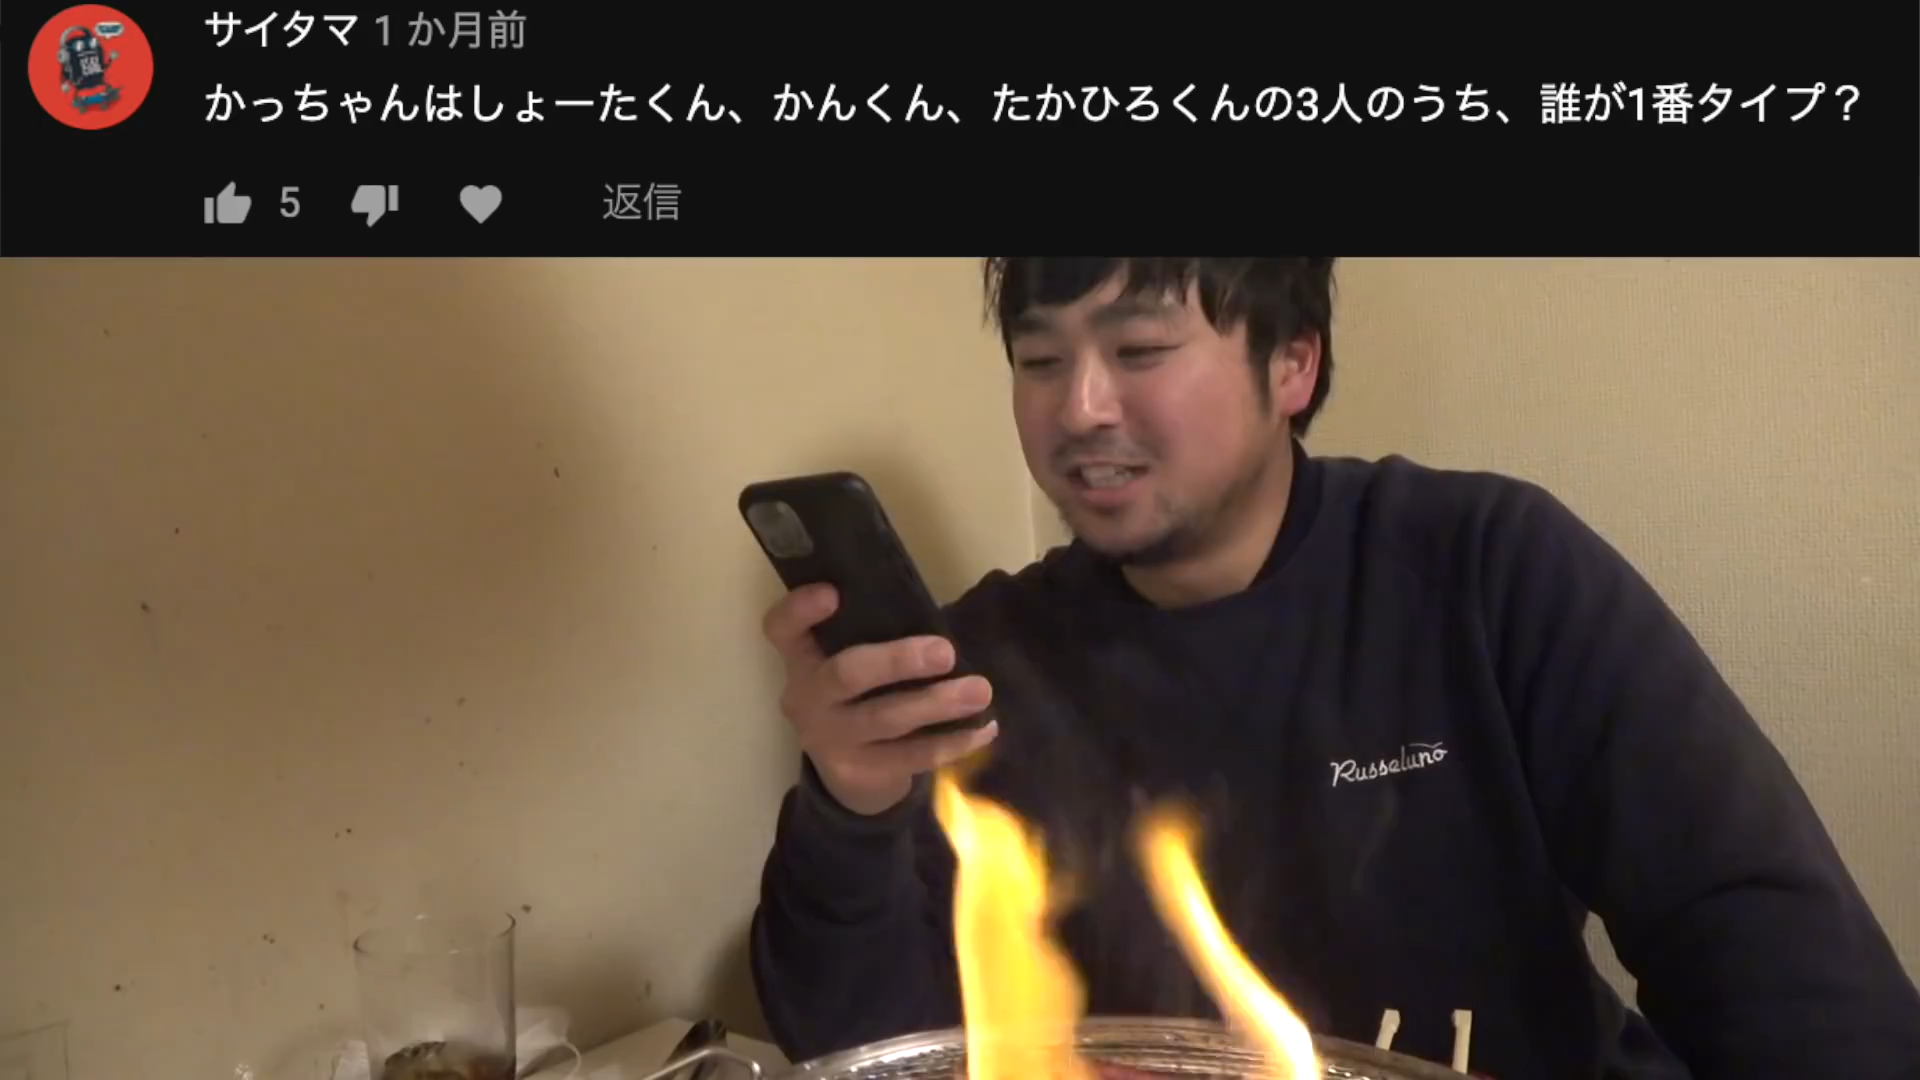 サイタマ 1 か月前
かっちゃんはしょーたくん、かんくん、たかひろくんの3人のうち、誰が1番タイプ？
5 返信
Russeluno